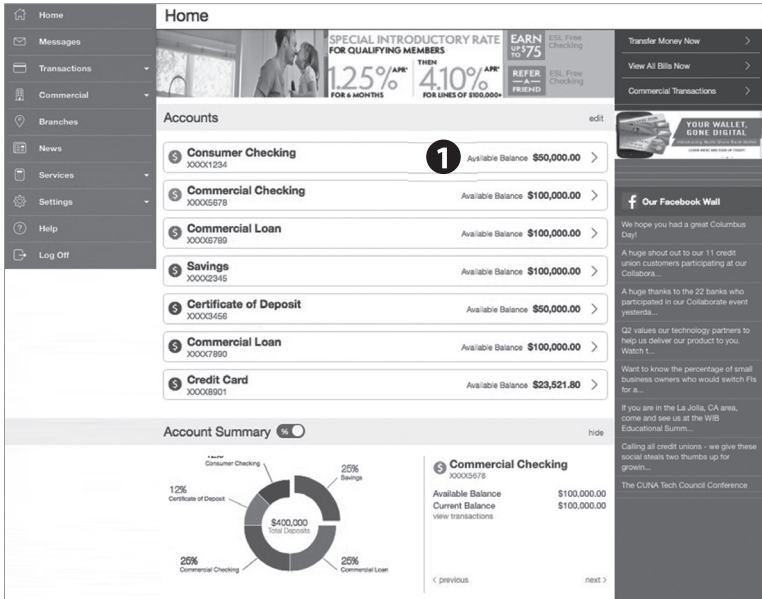 Home
Messages
Transactions
Commercial
Branches
News
Services
Settings
Help
Log Off
Home
SPECIAL INTRODUCTORY RATE
FOR QUALIFYING MEMBERS
1.25% APR*
FOR 6 MONTHS
THEN
4.10% APR*
FOR LINES OF $100,000+
EARN
UP TO $75
ESL Free
Checking
REFER
—A—
FRIEND
ESL Free
Checking
Accounts
edit
Consumer Checking
XXXX1234
1
Available Balance $50,000.00
Commercial Checking
XXXX5678
Available Balance $100,000.00
Commercial Loan
XXXX6789
Available Balance $100,000.00
Savings
XXXX2345
Available Balance $100,000.00
Certificate of Deposit
XXXX3456
Available Balance $50,000.00
Commercial Loan
XXXX7890
Available Balance $100,000.00
Credit Card
XXXX8901
Available Balance $23,521.80
Account Summary %
hide
Consumer Checking
25%
Savings
12%
Certificate of Deposit
$400,000
Total Deposits
25%
Commercial Checking
25%
Commercial Loan
Commercial Checking
XXXX5678
Available Balance $100,000.00
Current Balance $100,000.00
view transactions
< previous
next >
Transfer Money Now
View All Bills Now
Commercial Transactions
YOUR WALLET,
GONE DIGITAL
Our Facebook Wall
We hope you had a great Columbus
Day!
A huge shout out to our 11 credit
union customers participating at our
Collabora...
A huge thanks to the 22 banks who
participated in our Collaborate event
yesterda...
Q2 values our technology partners to
help us deliver our product to you.
Watch t...
Want to know the percentage of small
business owners who would switch FIs
for a...
If you are in the La Jolla, CA area,
come and see us at the WIB
Educational Summ...
Calling all credit unions - we give these
social steals two thumbs up for
growin...
The CUNA Tech Council Conference